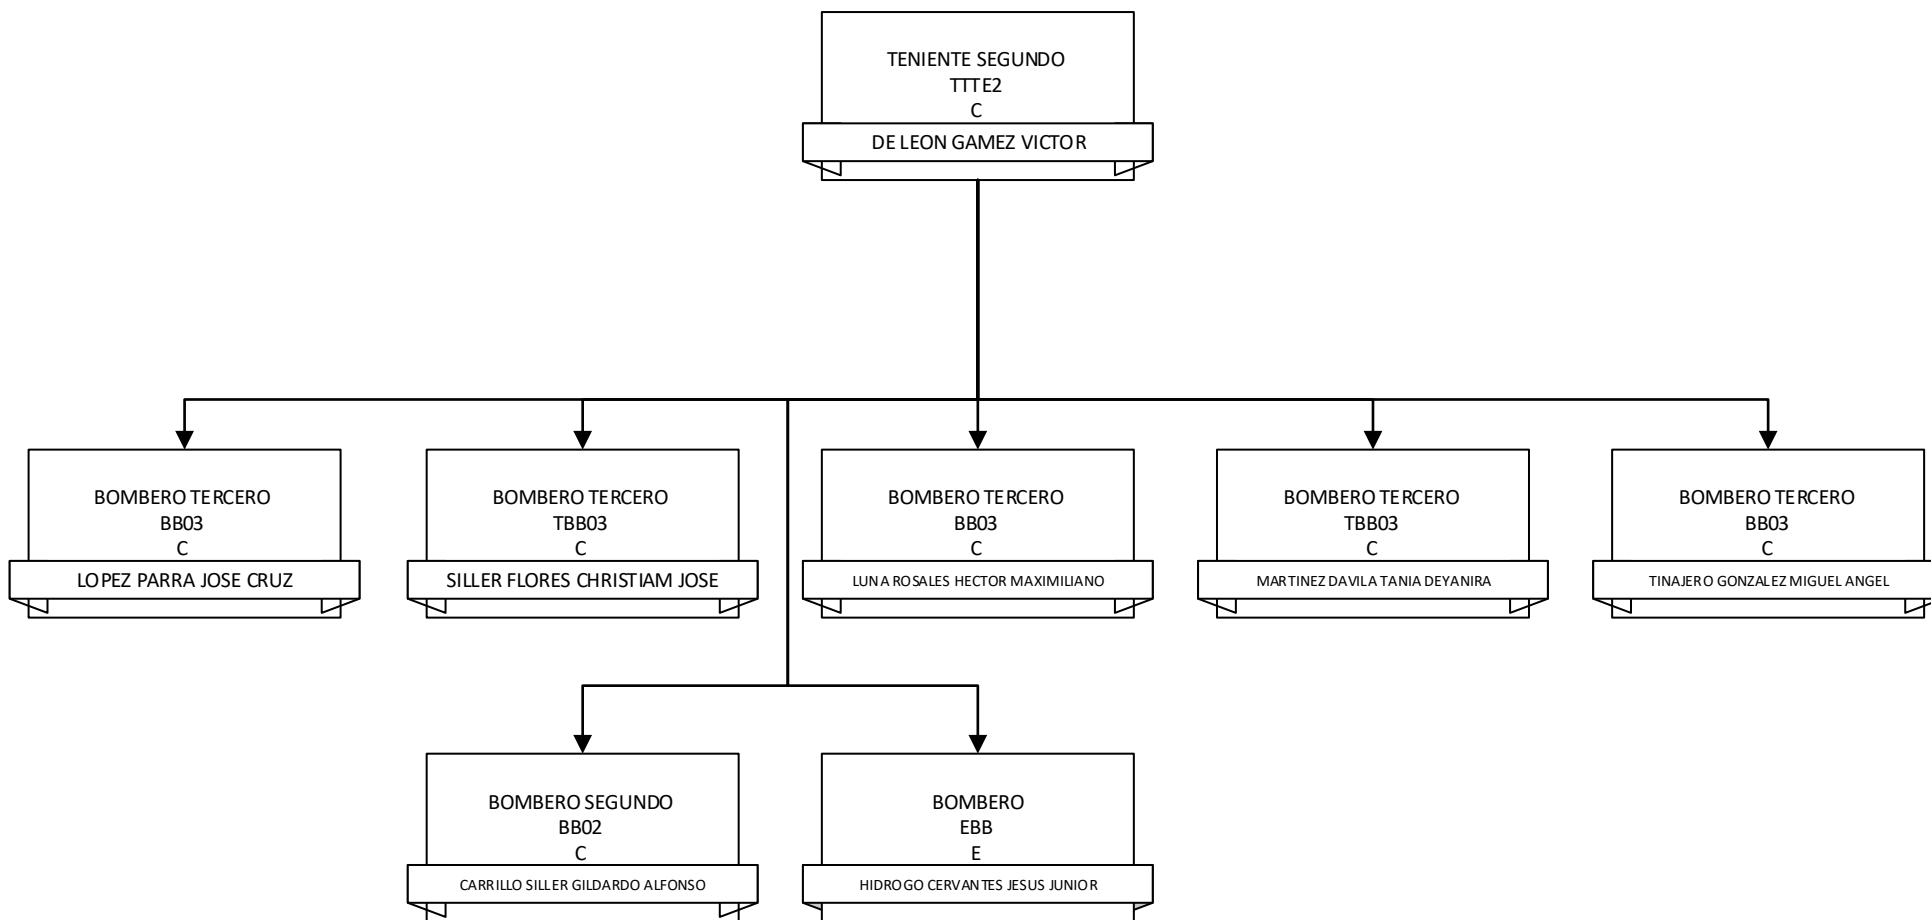 TENIENTE SEGUNDO
TTTE2
C
DE LEON GAMEZ VICTOR
BOMBERO TERCERO
BB03
C
LOPEZ PARRA JOSE CRUZ
BOMBERO TERCERO
TBB03
C
SILLER FLORES CHRISTIAM JOSE
BOMBERO TERCERO
BB03
C
LUNA ROSALES HECTOR MAXIMILIANO
BOMBERO TERCERO
TBB03
C
MARTINEZ DAVILA TANIA DEYANIRA
BOMBERO TERCERO
BB03
C
TINAJERO GONZALEZ MIGUEL ANGEL
BOMBERO SEGUNDO
BB02
C
CARRILLO SILLER GILDARDO ALFONSO
BOMBERO
EBB
E
HIDROGO CERVANTES JESUS JUNIOR